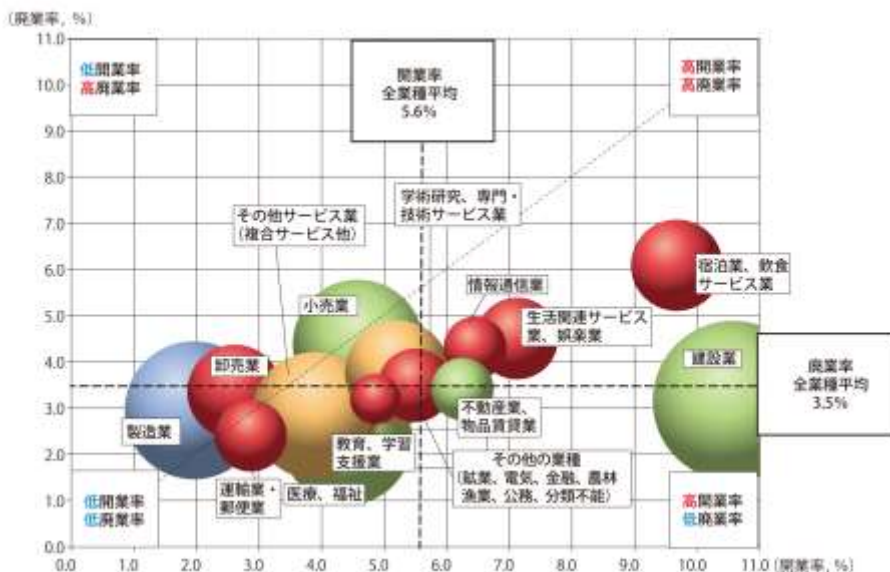 (廃業率, %)
11.0
10.0
9.0
8.0
7.0
6.0
5.0
4.0
3.0
2.0
1.0
0.0
低開業率
高廃業率
開業率
全業種平均
5.6%
高開業率
高廃業率
その他サービス業
(複合サービス他)
学術研究、専門・
技術サービス業
小売業
情報通信業
宿泊業、飲食
サービス業
生活関連サービス
業、娯楽業
卸売業
建設業
廃業率
全業種平均
3.5%
製造業
不動産業、
物品賃貸業
教育、学習
支援業
その他の業種
(鉱業、電気、金融、農林
漁業、公務、分類不能)
運輸業・
郵便業
医療、福祉
低開業率
低廃業率
高開業率
低廃業率
0.0
1.0
2.0
3.0
4.0
5.0
6.0
7.0
8.0
9.0
10.0
11.0
(開業率, %)